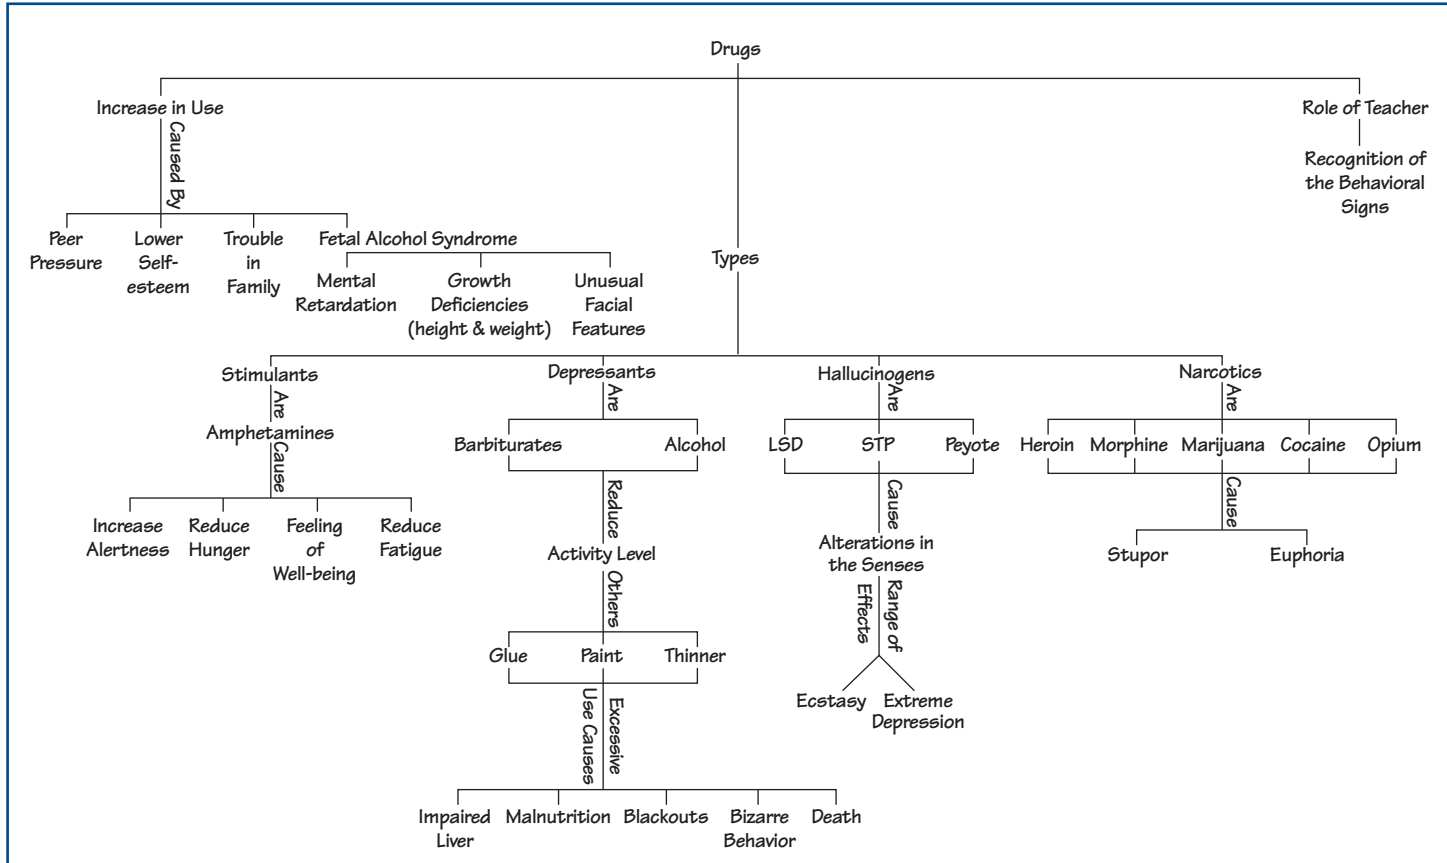 Drugs
Increase in Use
Role of Teacher
Caused By
Recognition of
the Behavioral
Signs
Peer
Pressure
Lower
Self-
esteem
Trouble
in
Family
Fetal Alcohol Syndrome
Mental
Retardation
Growth
Deficiencies
(height & weight)
Unusual
Facial
Features
Types
Stimulants
Are
Amphetamines
Cause
Increase
Alertness
Reduce
Hunger
Feeling
of
Well-being
Reduce
Fatigue
Depressants
Are
Barbiturates
Alcohol
Reduce
Activity Level
Others
Glue
Paint
Thinner
Excessive
Use Causes
Impaired
Liver
Malnutrition
Blackouts
Bizarre
Behavior
Death
Hallucinogens
Are
LSD
STP
Peyote
Cause
Alterations in
the Senses
Range of
Effects
Ecstasy
Extreme
Depression
Narcotics
Are
Heroin
Morphine
Marijuana
Cocaine
Opium
Cause
Stupor
Euphoria